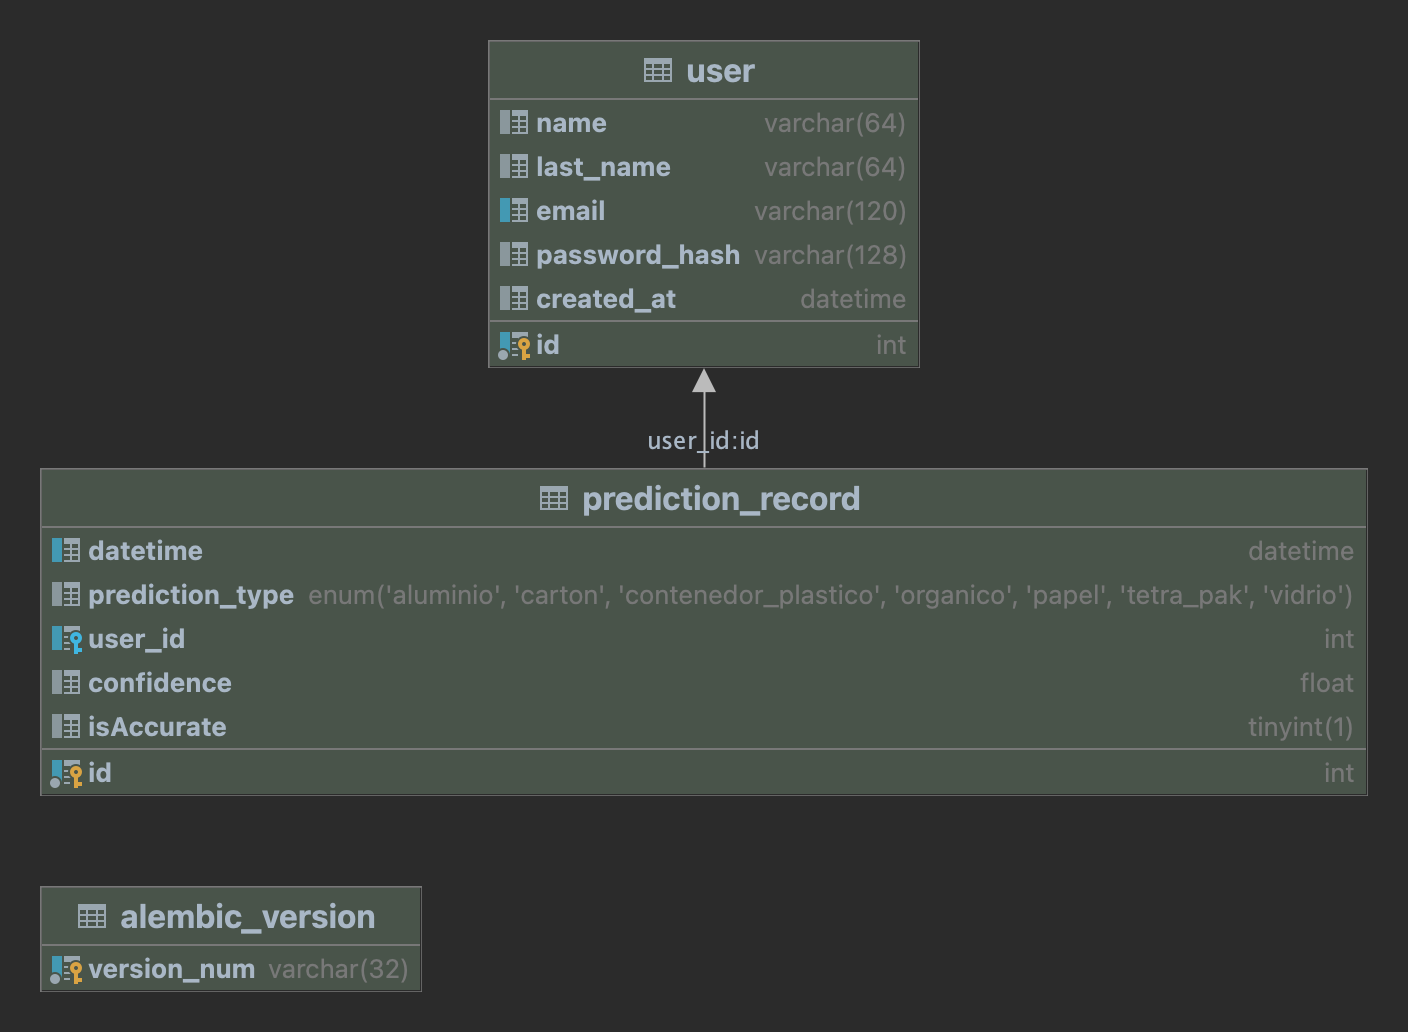 user
name varchar(64)
last_name varchar(64)
email varchar(120)
password_hash varchar(128)
created_at datetime
id int
user_id:id
prediction_record
datetime datetime
prediction_type enum('aluminio', 'carton', 'contenedor_plastico', 'organico', 'papel', 'tetra_pak', 'vidrio')
user_id int
confidence float
isAccurate tinyint(1)
id int
alembic_version
version_num varchar(32)